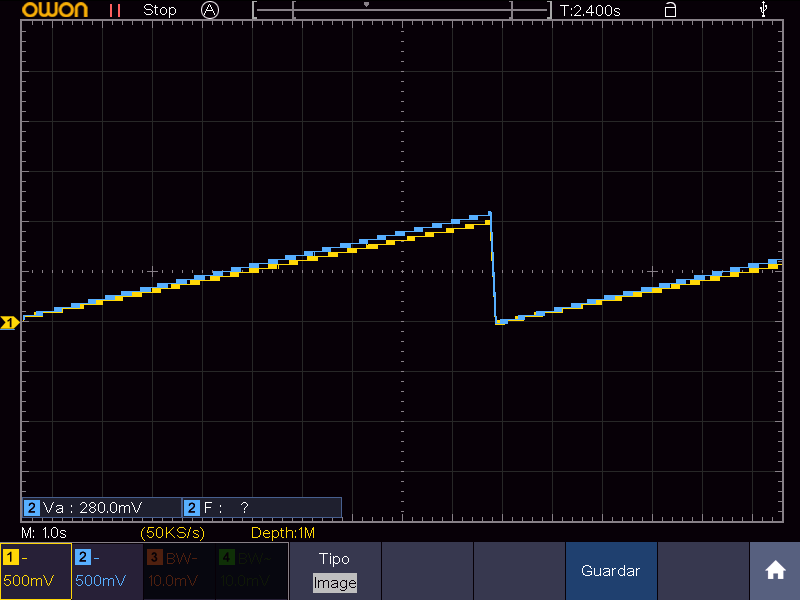 OWON Stop A T:2.400s
1
2 Va : 280.0mV 2 F : ?
M: 1.0s (50KS/s) Depth:1M
1 - 2 - 3 BW- 4 BW- Tipo
500mV 500mV 10.0mV 10.0mV Image
Guardar